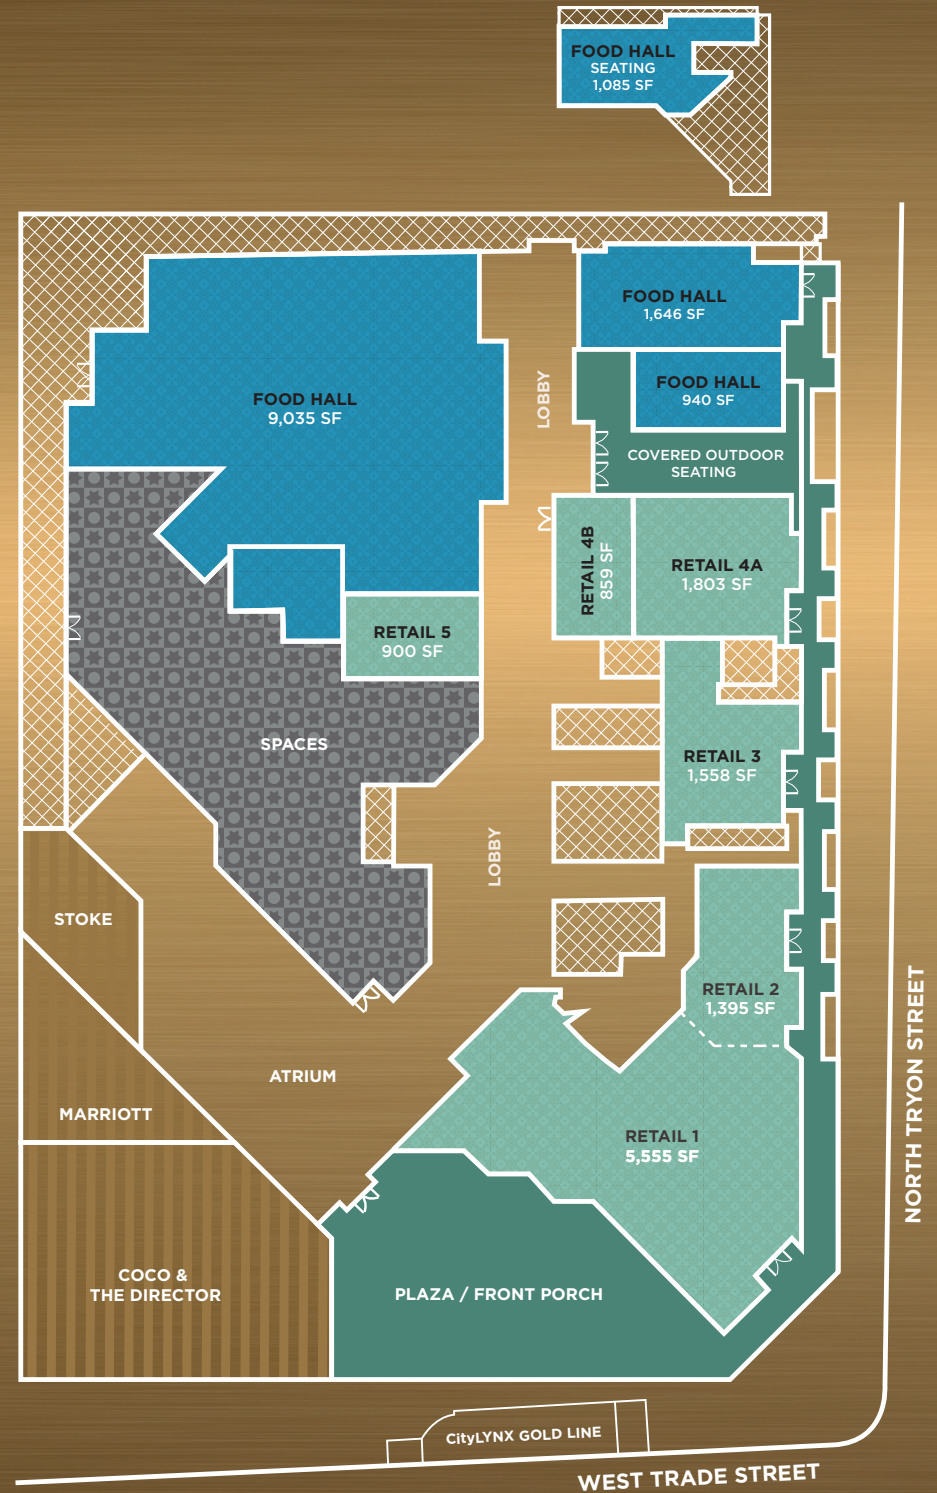 FOOD HALL
SEATING
1,085 SF
FOOD HALL
1,646 SF
FOOD HALL
9,035 SF
LOBBY
FOOD HALL
940 SF
COVERED OUTDOOR
SEATING
RETAIL 4B
859 SF
RETAIL 4A
1,803 SF
RETAIL 5
900 SF
SPACES
RETAIL 3
1,558 SF
LOBBY
STOKE
RETAIL 2
1,395 SF
ATRIUM
MARRIOTT
RETAIL 1
5,555 SF
NORTH TRYON STREET
COCO &
THE DIRECTOR
PLAZA / FRONT PORCH
CityLYNX GOLD LINE
WEST TRADE STREET